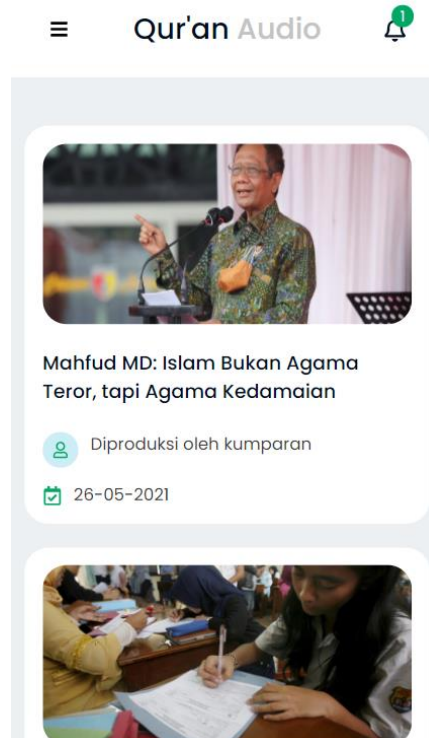 Qur'an Audio
1
Mahfud MD: Islam Bukan Agama
Teror, tapi Agama Kedamaian
Diproduksi oleh kumparan
26-05-2021